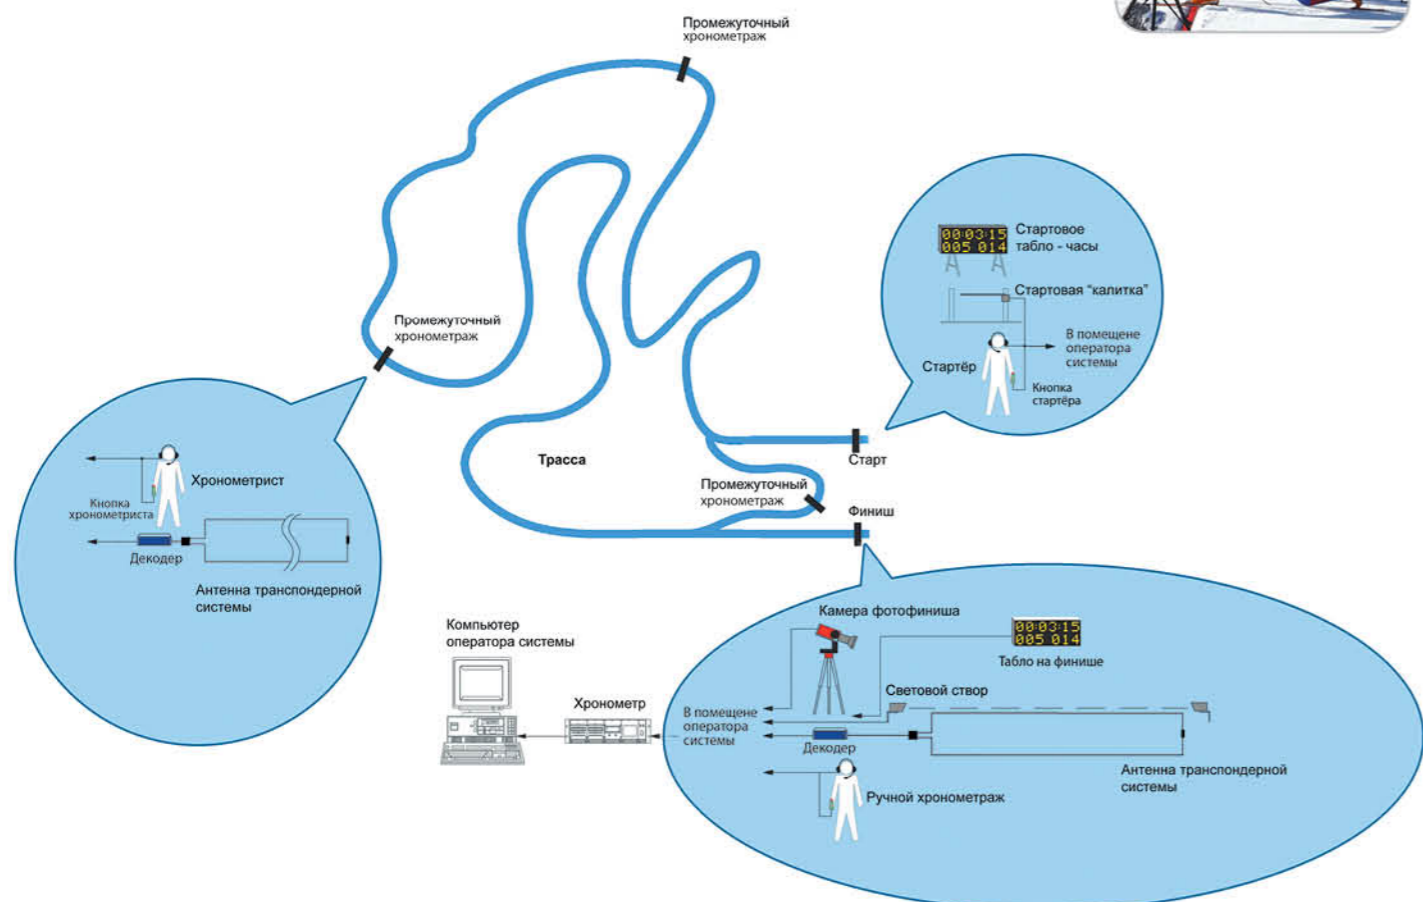 Промежуточный
хронометраж
00:03:15
005 014
Стартовое
табло - часы
Стартовая “калитка”
В помещене
оператора
системы
Стартёр
Кнопка
стартёра
Промежуточный
хронометраж
Хронометрист
Кнопка
хронометриста
Декодер
Антенна транспондерной
системы
Трасса
Старт
Промежуточный
хронометраж
Финиш
Камера фотофиниша
00:03:15
005 014
Табло на финише
Компьютер
оператора системы
Хронометр
Световой створ
В помещене
оператора
системы
Декодер
Антенна транспондерной
системы
Ручной хронометраж